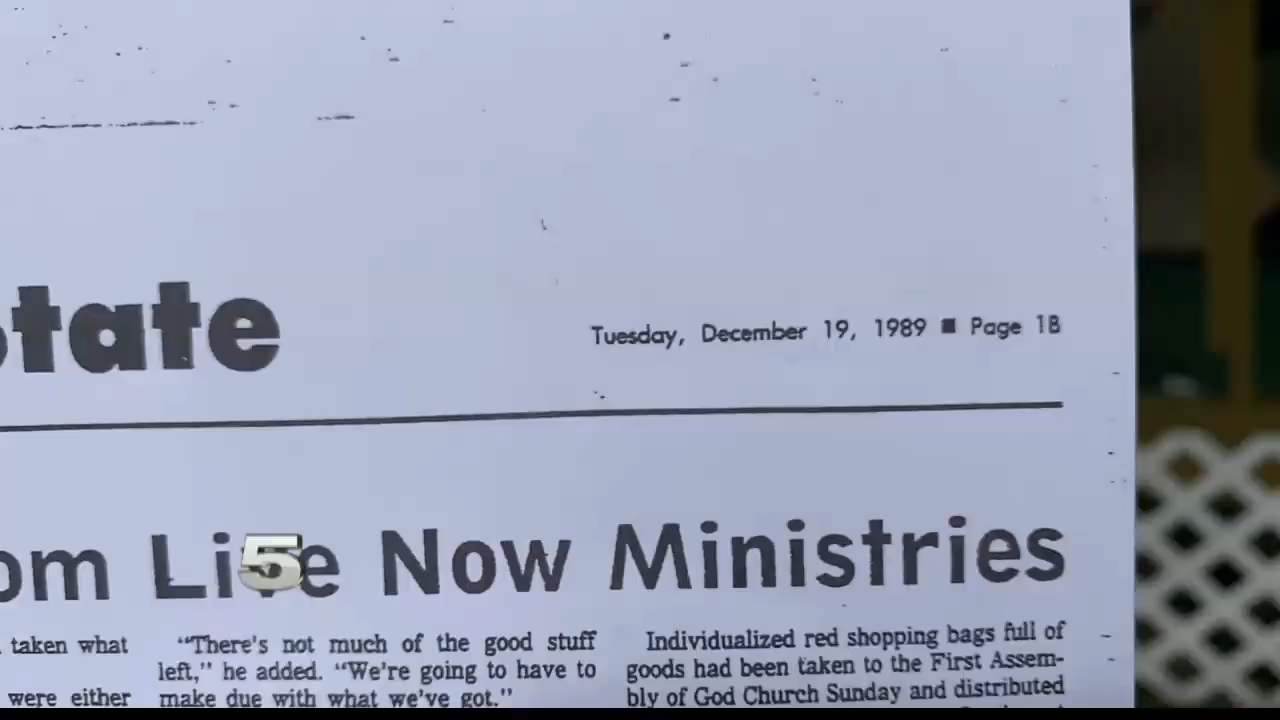 tate
Tuesday, December 19, 1989 ■ Page 1B
om Li e Now Ministries
5
taken what
were either
"There's not much of the good stuff
left," he added. "We're going to have to
make due with what we've got."
Individualized red shopping bags full of
goods had been taken to the First Assem-
bly of God Church Sunday and distributed